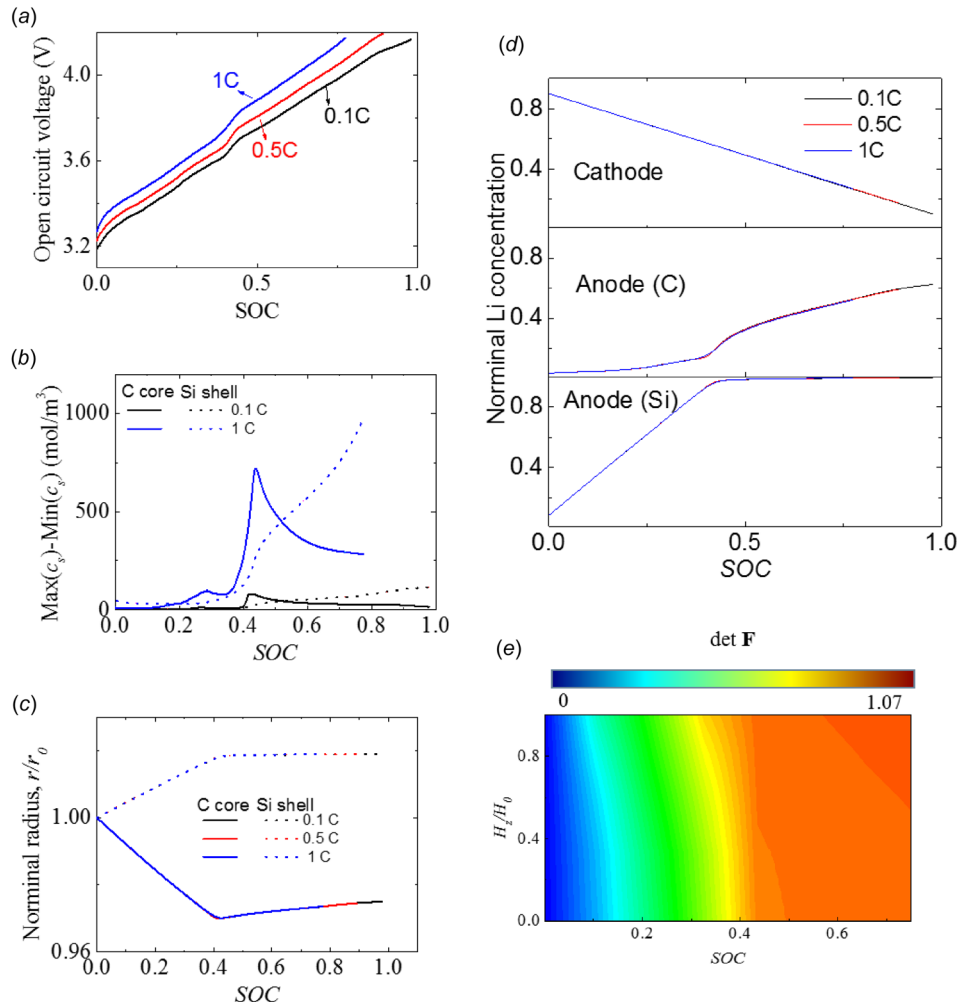 (a)
Open circuit voltage (V)
4.0
3.6
3.2
1C
0.5C
0.1C
0.0
0.5
1.0
SOC
(b)
Max(cs)-Min(cs) (mol/m3)
1000
500
0
C core Si shell
0.1 C
1 C
0.0 0.2 0.4 0.6 0.8 1.0
SOC
(c)
Norminal radius, r/r0
1.00
0.96
C core Si shell
0.1 C
0.5 C
1 C
0.0 0.2 0.4 0.6 0.8 1.0
SOC
(d)
Norminal Li concentration
0.8
0.4
0.1C
0.5C
1C
Cathode
0.8
0.4
Anode (C)
0.8
0.4
Anode (Si)
0.0
0.5
1.0
SOC
(e)
det F
0
1.07
Hz/H0
0.8
0.4
0.0
0.2
0.4
0.6
SOC